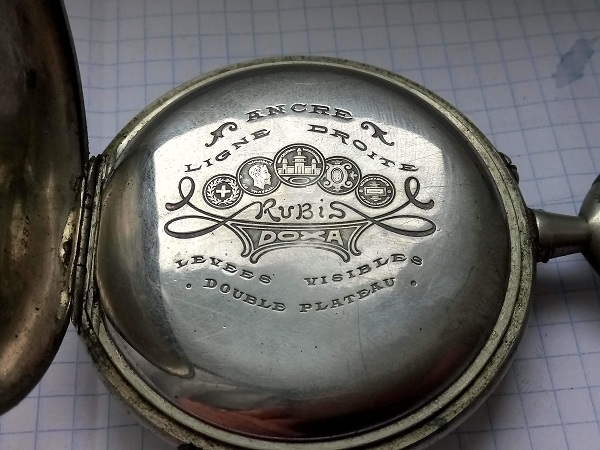 ANCRE
LIGNE DROITE
RUBIS
DOXA
LEVEES VISIBLES
• DOUBLE PLATEAU •